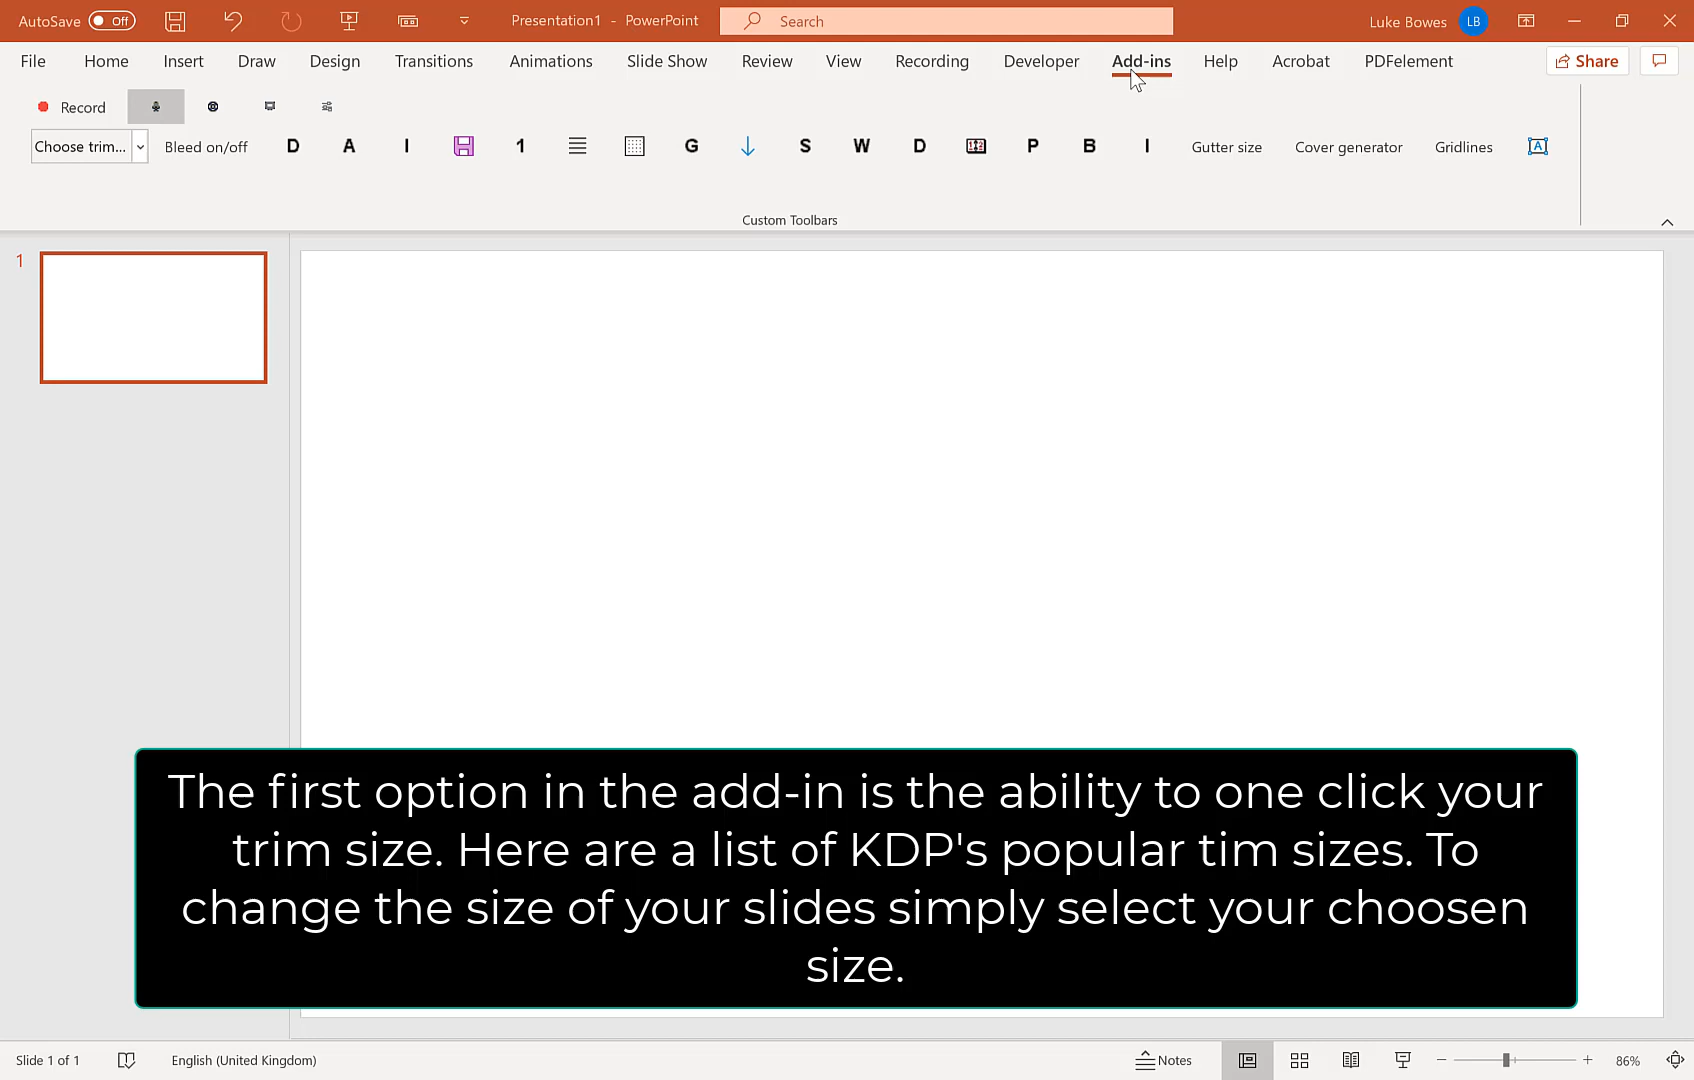 AutoSave Off Presentation1 - PowerPoint Search Luke Bowes LB
File Home Insert Draw Design Transitions Animations Slide Show Review View Recording Developer Add-ins Help Acrobat PDFelement Share
Record
Choose trim... Bleed on/off D A I 1 G S W D P B I Gutter size Cover generator Gridlines A
Custom Toolbars
1
The first option in the add-in is the ability to one click your
trim size. Here are a list of KDP's popular tim sizes. To
change the size of your slides simply select your choosen
size.
Slide 1 of 1 English (United Kingdom) Notes 86%